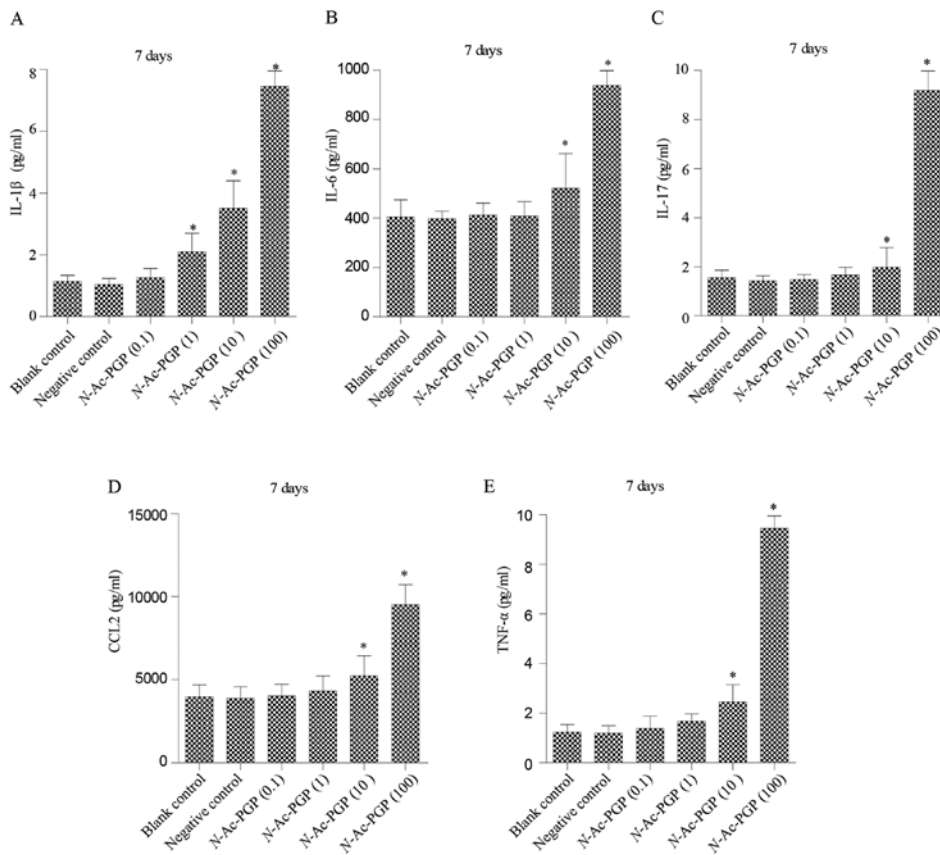 A
7 days
IL-1β (pg/ml)
8
6
4
2
0
*
*
*
Blank control
Negative control
N-Ac-PGP (0.1)
N-Ac-PGP (1)
N-Ac-PGP (10 )
N-Ac-PGP (100)
B
7 days
IL-6 (pg/ml)
1000
800
600
400
200
0
*
*
Blank control
Negative control
N-Ac-PGP (0.1)
N-Ac-PGP (1)
N-Ac-PGP (10 )
N-Ac-PGP (100)
C
7 days
IL-17 (pg/ml)
10
8
6
4
2
0
*
*
Blank control
Negative control
N-Ac-PGP (0.1)
N-Ac-PGP (1)
N-Ac-PGP (10 )
N-Ac-PGP (100)
D
7 days
CCL2 (pg/ml)
15000
10000
5000
0
*
*
Blank control
Negative control
N-Ac-PGP (0.1)
N-Ac-PGP (1)
N-Ac-PGP (10 )
N-Ac-PGP (100)
E
7 days
TNF-α (pg/ml)
10
8
6
4
2
0
*
*
Blank control
Negative control
N-Ac-PGP (0.1)
N-Ac-PGP (1)
N-Ac-PGP (10 )
N-Ac-PGP (100)